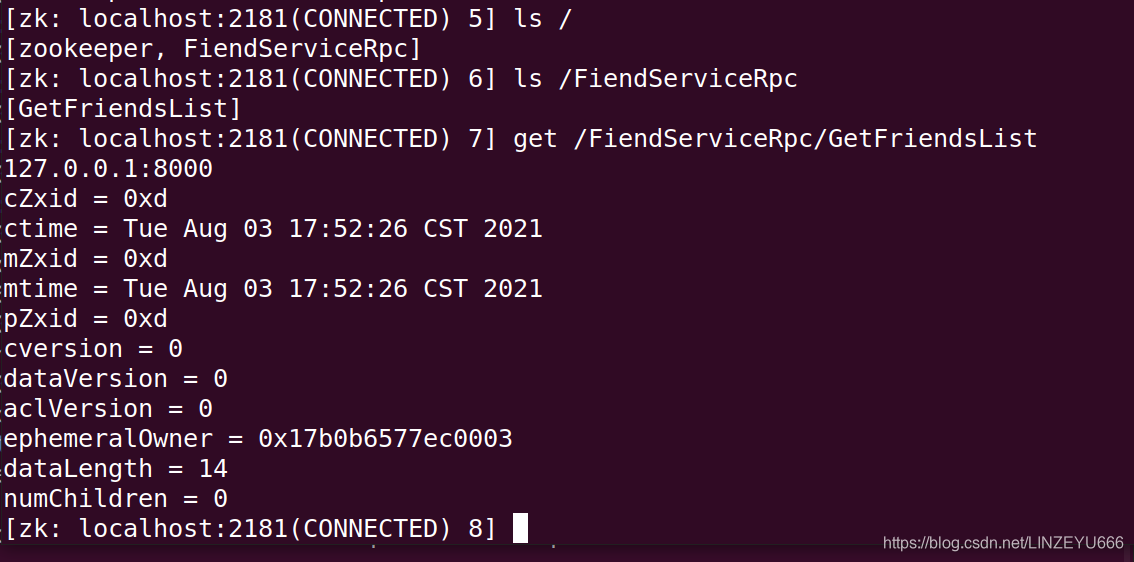 [zk: localhost:2181(CONNECTED) 5] ls /
[zookeeper, FiendServiceRpc]
[zk: localhost:2181(CONNECTED) 6] ls /FiendServiceRpc
[GetFriendsList]
[zk: localhost:2181(CONNECTED) 7] get /FiendServiceRpc/GetFriendsList
127.0.0.1:8000
cZxid = 0xd
ctime = Tue Aug 03 17:52:26 CST 2021
mZxid = 0xd
mtime = Tue Aug 03 17:52:26 CST 2021
pZxid = 0xd
cversion = 0
dataVersion = 0
aclVersion = 0
ephemeralOwner = 0x17b0b6577ec0003
dataLength = 14
numChildren = 0
[zk: localhost:2181(CONNECTED) 8]
https://blog.csdn.net/LINZEYU666